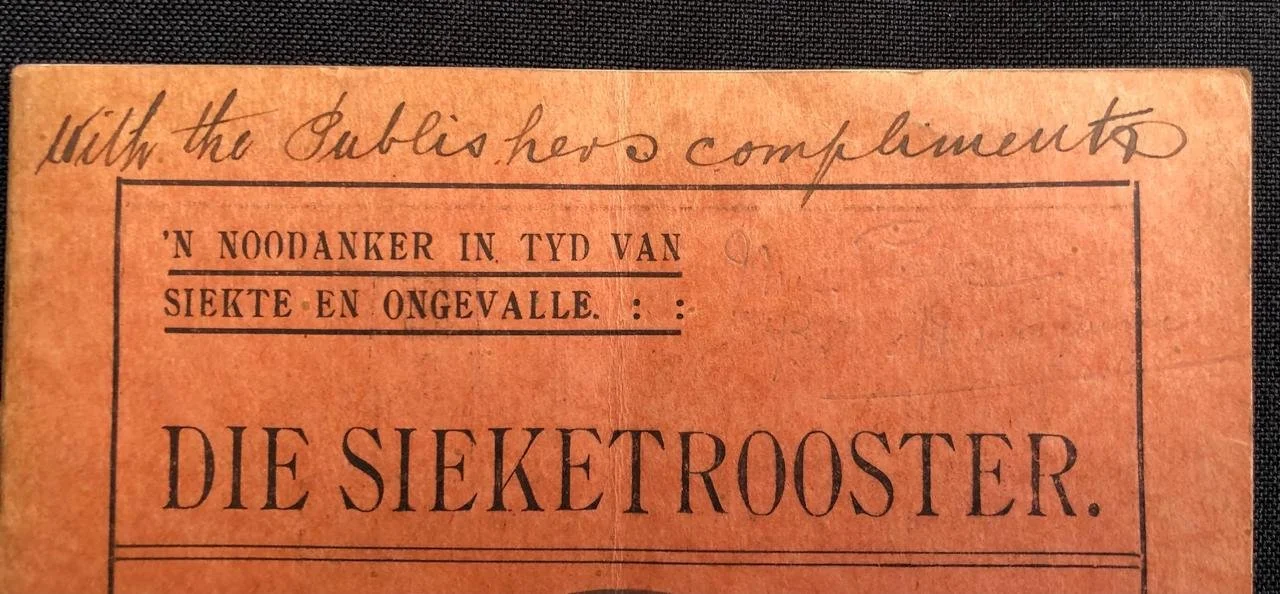 With the Publishers compliments
'N NOODANKER IN TYD VAN
SIEKTE EN ONGEVALLE. : :
DIE SIEKETROOSTER.